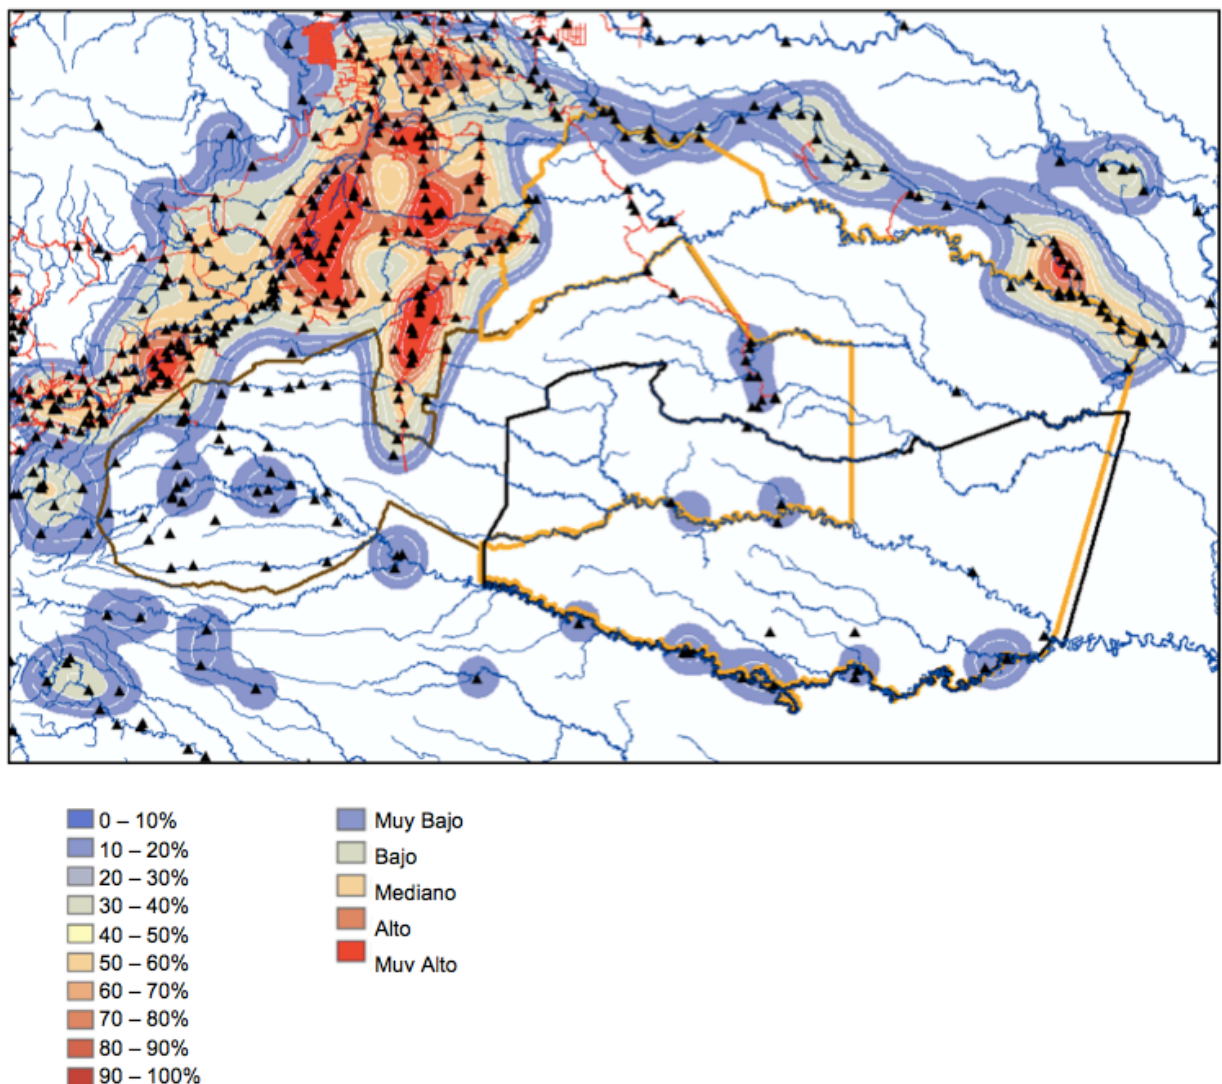 0 – 10%
10 – 20%
20 – 30%
30 – 40%
40 – 50%
50 – 60%
60 – 70%
70 – 80%
80 – 90%
90 – 100%
Muy Bajo
Bajo
Mediano
Alto
Muv Alto